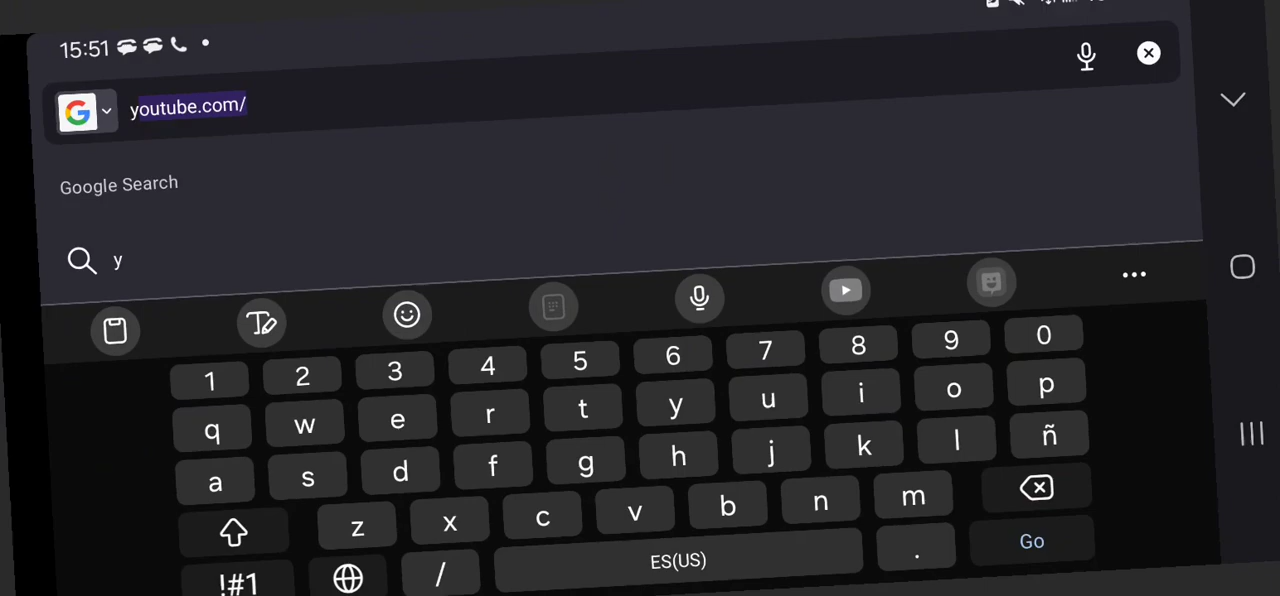 15:51
youtube.com/
Google Search
y
1 2 3 4 5 6 7 8 9 0
q w e r t y u i o p
a s d f g h j k l ñ
z x c v b n m
!#1 / ES(US) . Go